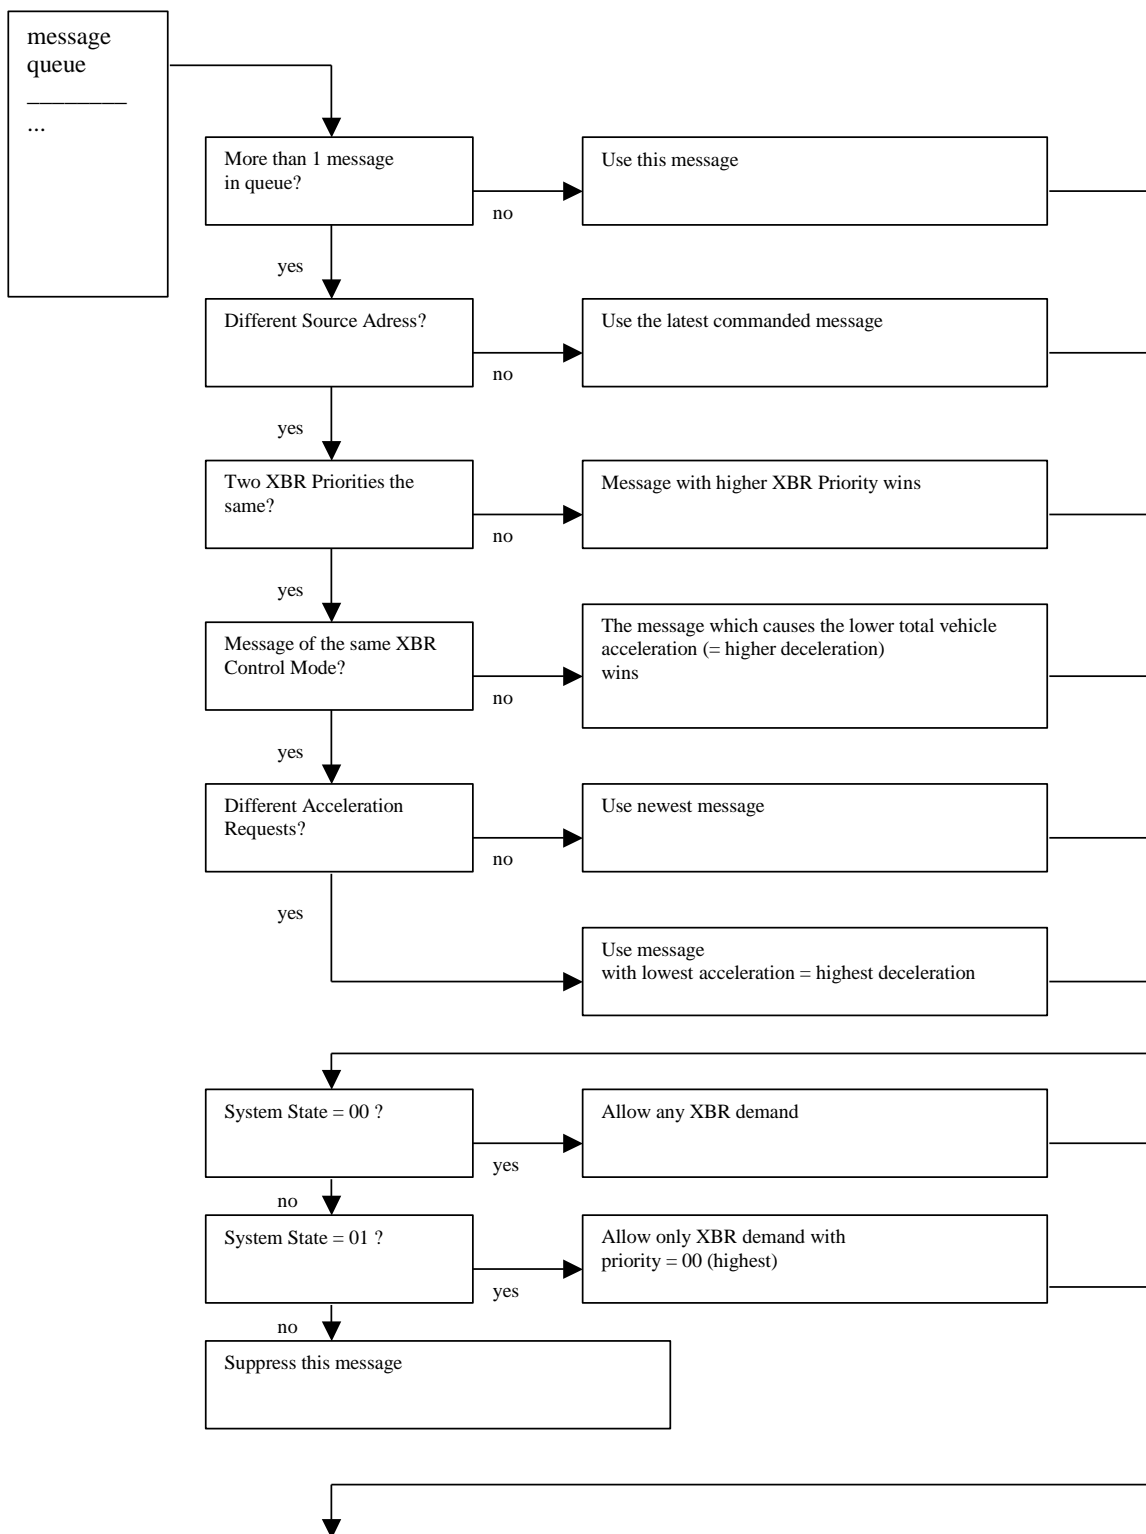 message
queue
_________
...
More than 1 message
in queue?
Use this message
no
yes
Different Source Adress?
Use the latest commanded message
no
yes
Two XBR Priorities the
same?
Message with higher XBR Priority wins
no
yes
Message of the same XBR
Control Mode?
The message which causes the lower total vehicle
acceleration (= higher deceleration)
wins
no
yes
Different Acceleration
Requests?
Use newest message
no
yes
Use message
with lowest acceleration = highest deceleration
System State = 00 ?
Allow any XBR demand
yes
no
System State = 01 ?
Allow only XBR demand with
priority = 00 (highest)
yes
no
Suppress this message